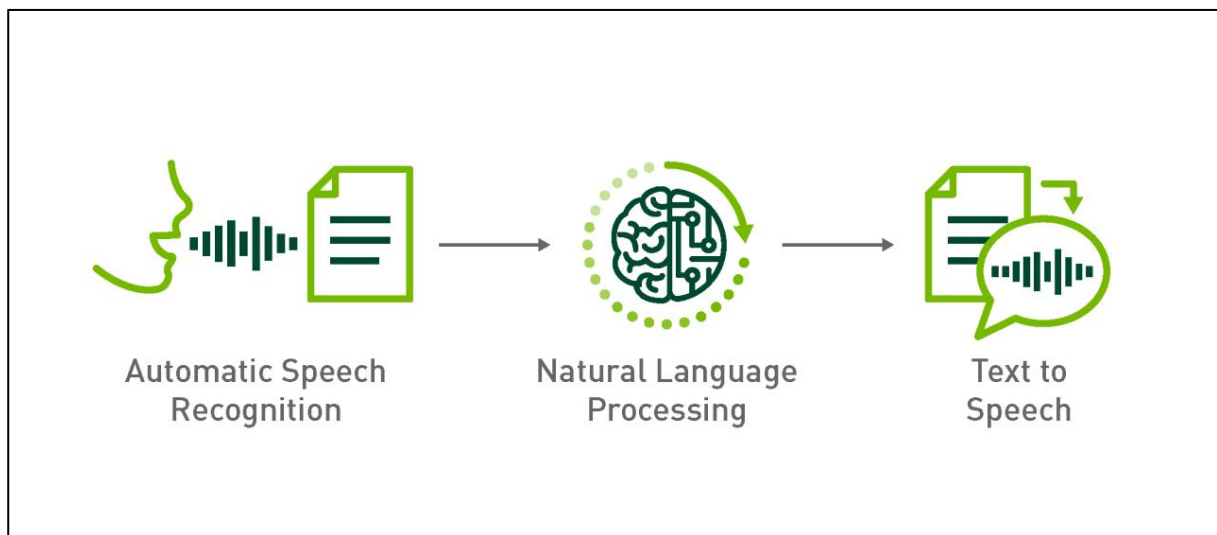 Automatic Speech
Recognition
Natural Language
Processing
Text to
Speech